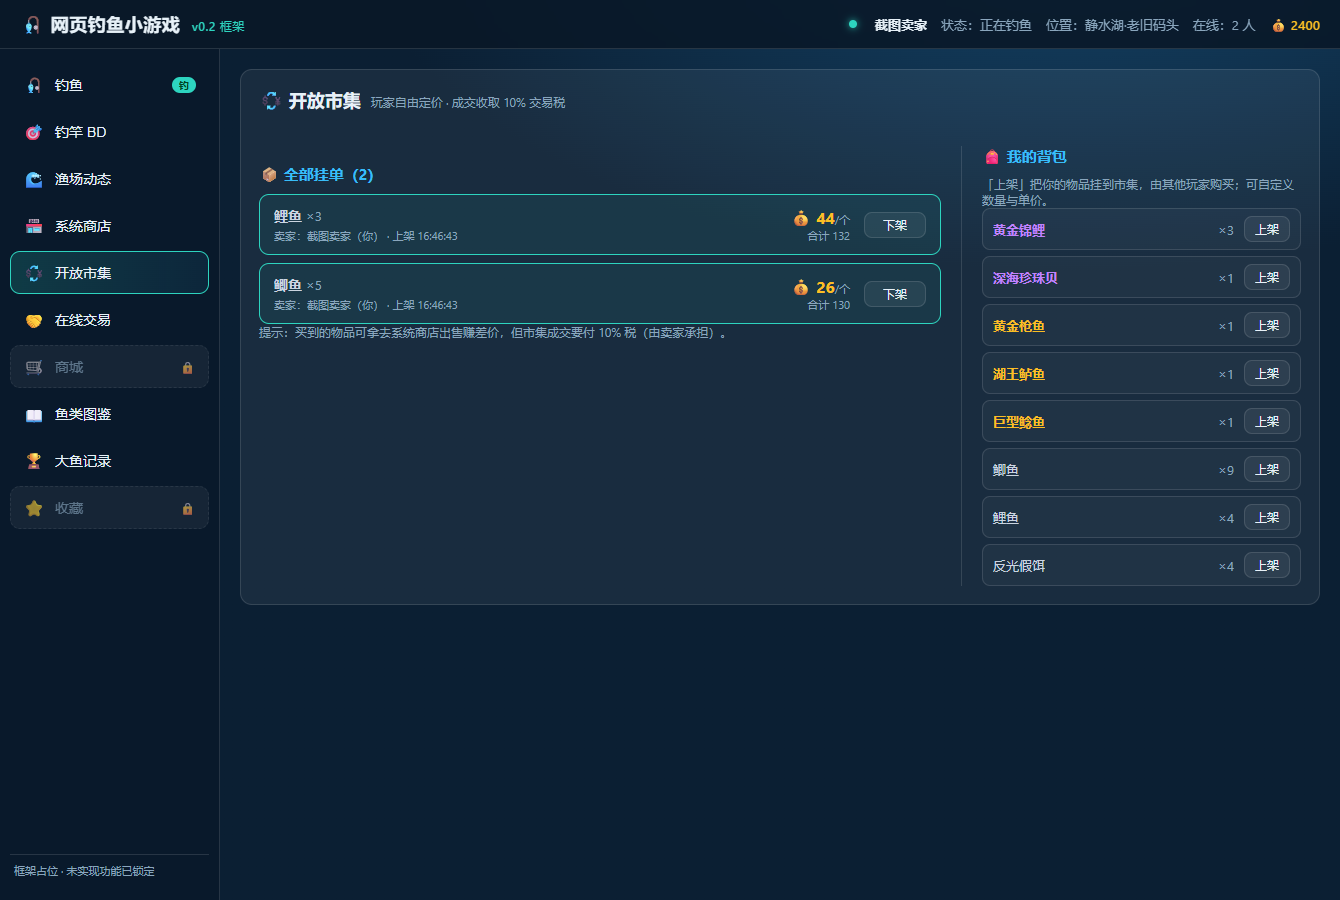 网页钓鱼小游戏 v0.2 框架
截图卖家 状态：正在钓鱼 位置：静水湖·老旧码头 在线：2 人 2400
钓鱼 钓
钓竿 BD
渔场动态
系统商店
开放市集
在线交易
商城
鱼类图鉴
大鱼记录
收藏
框架占位 · 未实现功能已锁定
开放市集 玩家自由定价 · 成交收取 10% 交易税
全部挂单（2）
鲤鱼 ×3
卖家：截图卖家（你） · 上架 16:46:43
44/个
合计 132
下架
鲫鱼 ×5
卖家：截图卖家（你） · 上架 16:46:43
26/个
合计 130
下架
提示：买到的物品可拿去系统商店出售赚差价，但市集成交要付 10% 税（由卖家承担）。
我的背包
「上架」把你的物品挂到市集，由其他玩家购买；可自定义
数量与单价。
黄金锦鲤 ×3 上架
深海珍珠贝 ×1 上架
黄金枪鱼 ×1 上架
湖王鲈鱼 ×1 上架
巨型鲶鱼 ×1 上架
鲫鱼 ×9 上架
鲤鱼 ×4 上架
反光假饵 ×4 上架